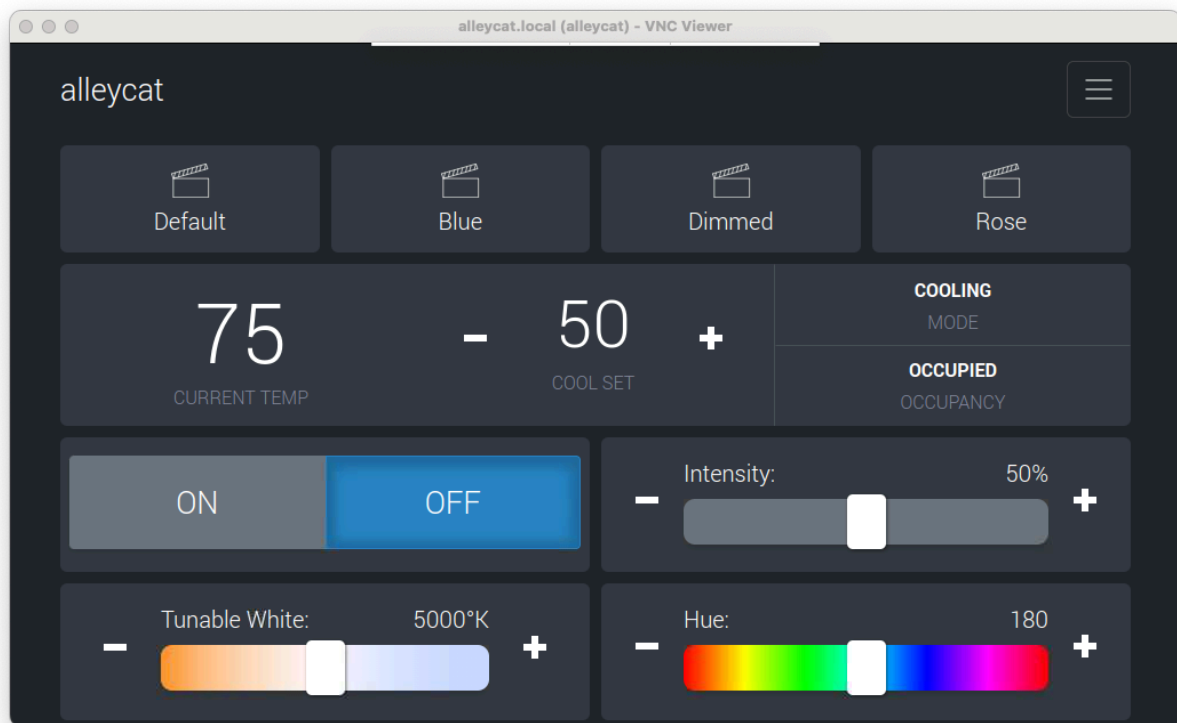 alleycat.local (alleycat) - VNC Viewer
alleycat
Default
Blue
Dimmed
Rose
75
CURRENT TEMP
50
COOL SET
COOLING
MODE
OCCUPIED
OCCUPANCY
ON
OFF
Intensity: 50%
Tunable White: 5000°K
Hue: 180